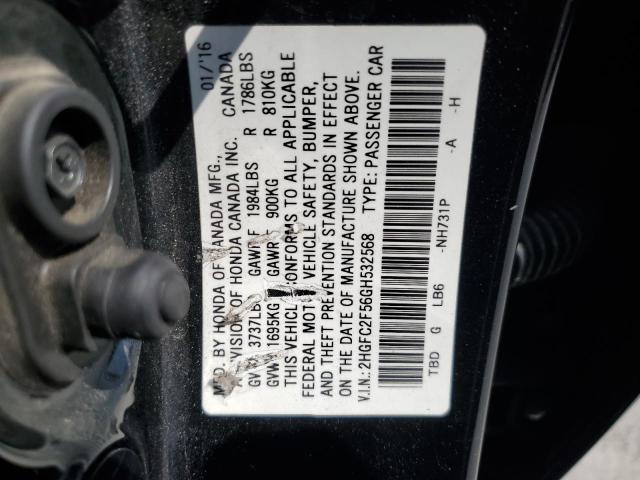 MFD. BY HONDA OF CANADA MFG., 01/'16
A DIVISION OF HONDA CANADA INC. CANADA
GVWR 3737LBS GAWR F 1984LBS R 1786LBS
GVWR 1695KG GAWR F 900KG R 810KG
THIS VEHICLE CONFORMS TO ALL APPLICABLE
FEDERAL MOTOR VEHICLE SAFETY, BUMPER,
AND THEFT PREVENTION STANDARDS IN EFFECT
ON THE DATE OF MANUFACTURE SHOWN ABOVE.
V.I.N.: 2HGFC2F56GH532568 TYPE: PASSENGER CAR
TBD G LB6 -NH731P -A -H